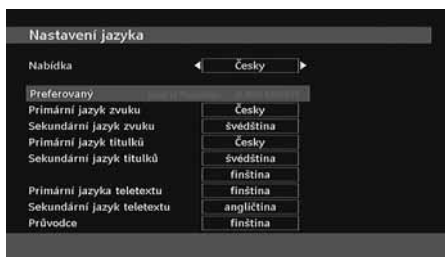 Nastavení jazyka
Nabídka Česky
Preferovaný
Primární jazyk zvuku Česky
Sekundární jazyk zvuku švédština
Primární jazyk titulků Česky
Sekundární jazyk titulků švédština
finština
Primární jazyka teletextu finština
Sekundární jazyk teletextu angličtina
Průvodce finština